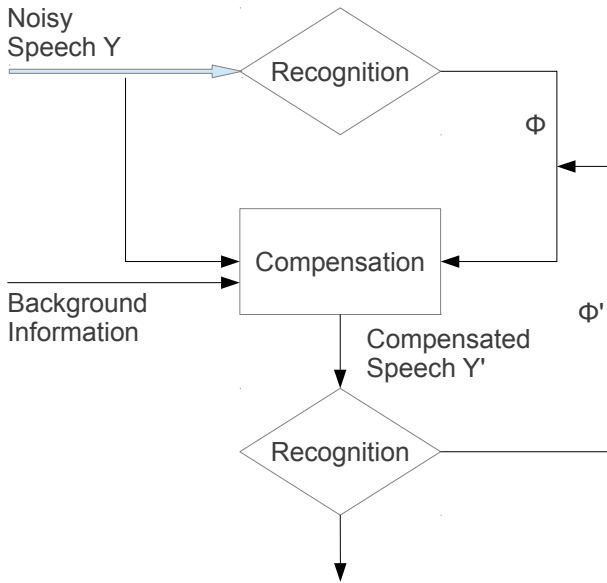 Noisy
Speech Y
Recognition
Φ
Compensation
Background
Information
Φ'
Compensated
Speech Y'
Recognition